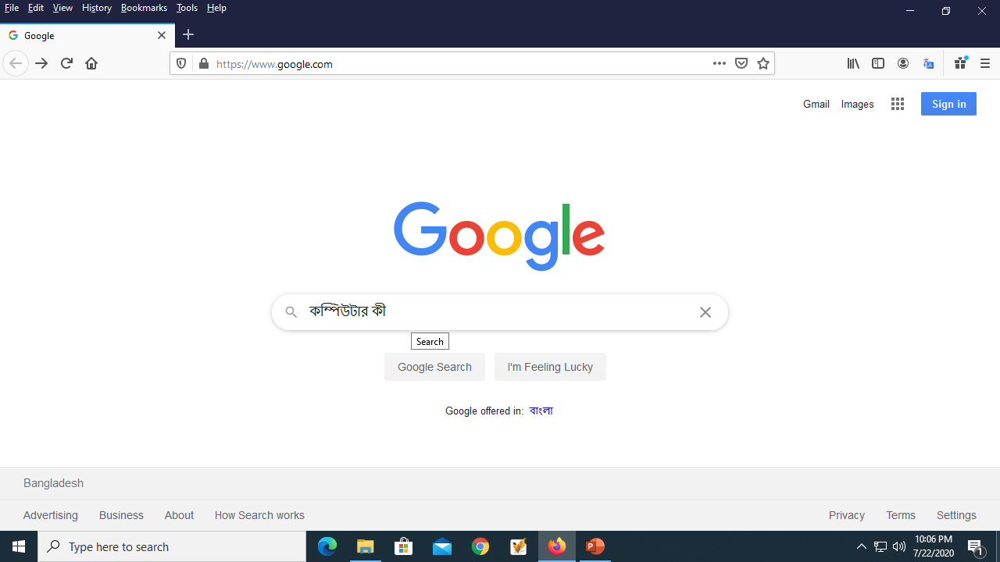 File Edit View History Bookmarks Tools Help
Google
https://www.google.com
Gmail Images Sign in
Google
কম্পিউটার কী
Search
Google Search I'm Feeling Lucky
Google offered in: বাংলা
Bangladesh
Advertising Business About How Search works Privacy Terms Settings
Type here to search
10:06 PM
7/22/2020
1